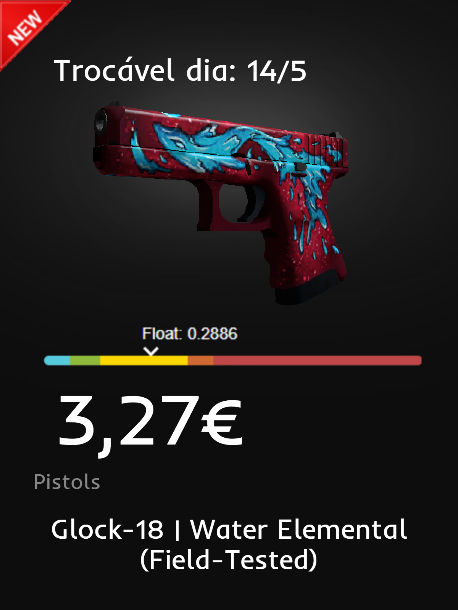 NEW
Trocável dia: 14/5
Float: 0.2886
3,27€
Pistols
Glock-18 | Water Elemental
(Field-Tested)